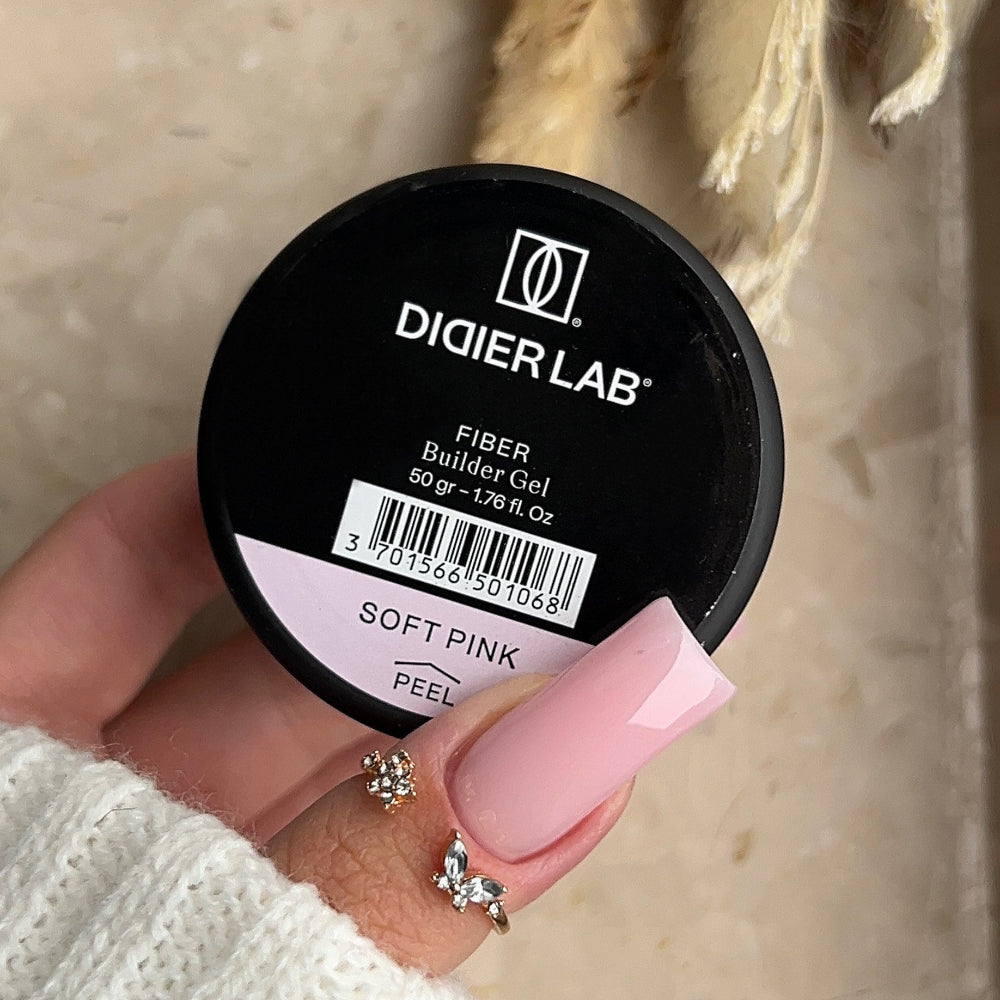 DIDIER LAB®
FIBER
Builder Gel
50 gr – 1.76 fl. Oz
3 701566 501068
SOFT PINK
PEEL